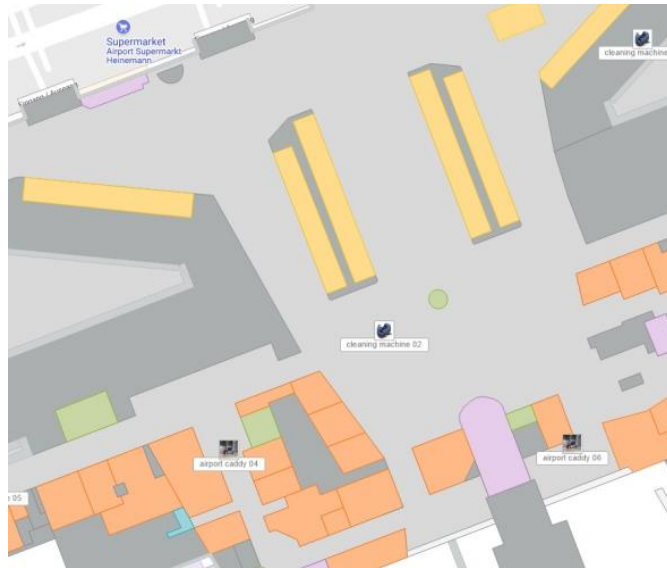 Supermarket
Airport Supermarkt
Heinemann
cleaning machine
cleaning machine 02
airport caddy 04
airport caddy 06
05